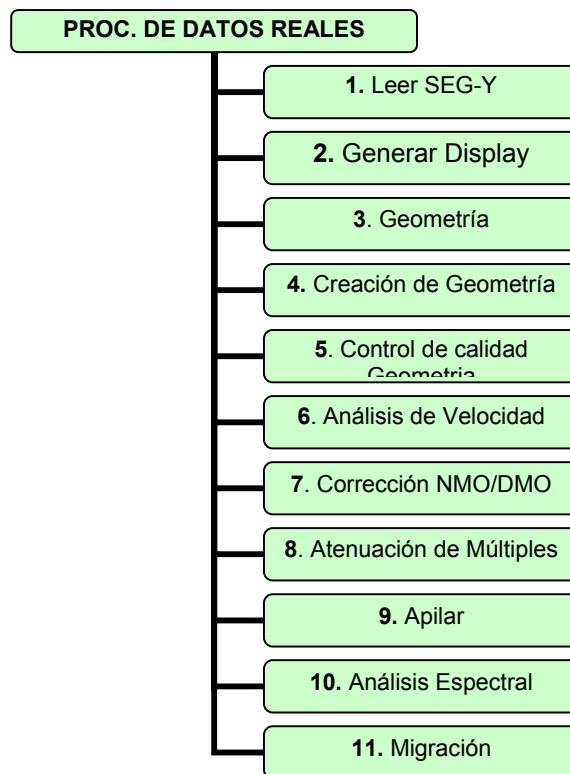 PROC. DE DATOS REALES
1. Leer SEG-Y
2. Generar Display
3. Geometría
4. Creación de Geometría
5. Control de calidad
Geometria
6. Análisis de Velocidad
7. Corrección NMO/DMO
8. Atenuación de Múltiples
9. Apilar
10. Análisis Espectral
11. Migración